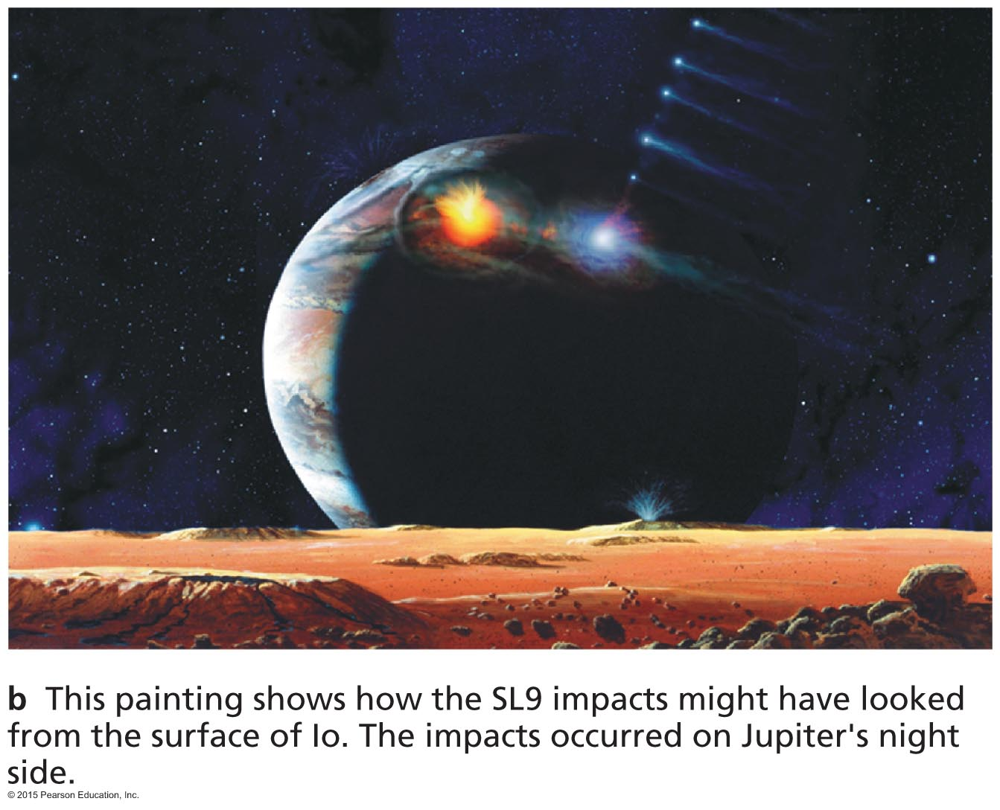 b This painting shows how the SL9 impacts might have looked
from the surface of Io. The impacts occurred on Jupiter's night
side.
© 2015 Pearson Education, Inc.